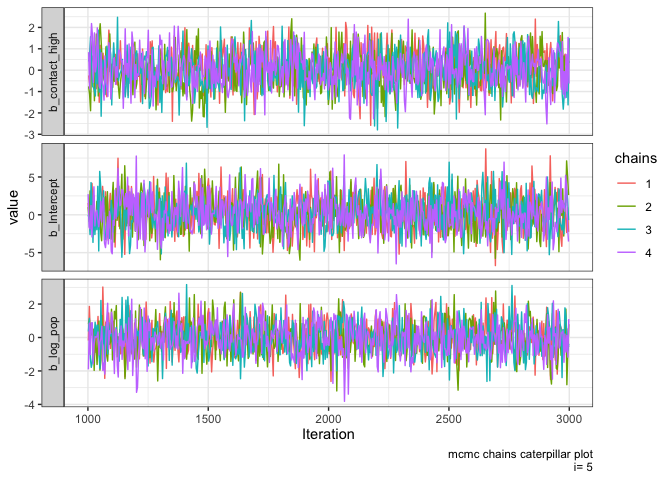 b_contact_high
2
1
0
-1
-2
-3
value
b_Intercept
5
0
-5
b_log_pop
2
0
-2
-4
1000
1500
2000
2500
3000
Iteration
chains
1
2
3
4
mcmc chains caterpillar plot
i= 5